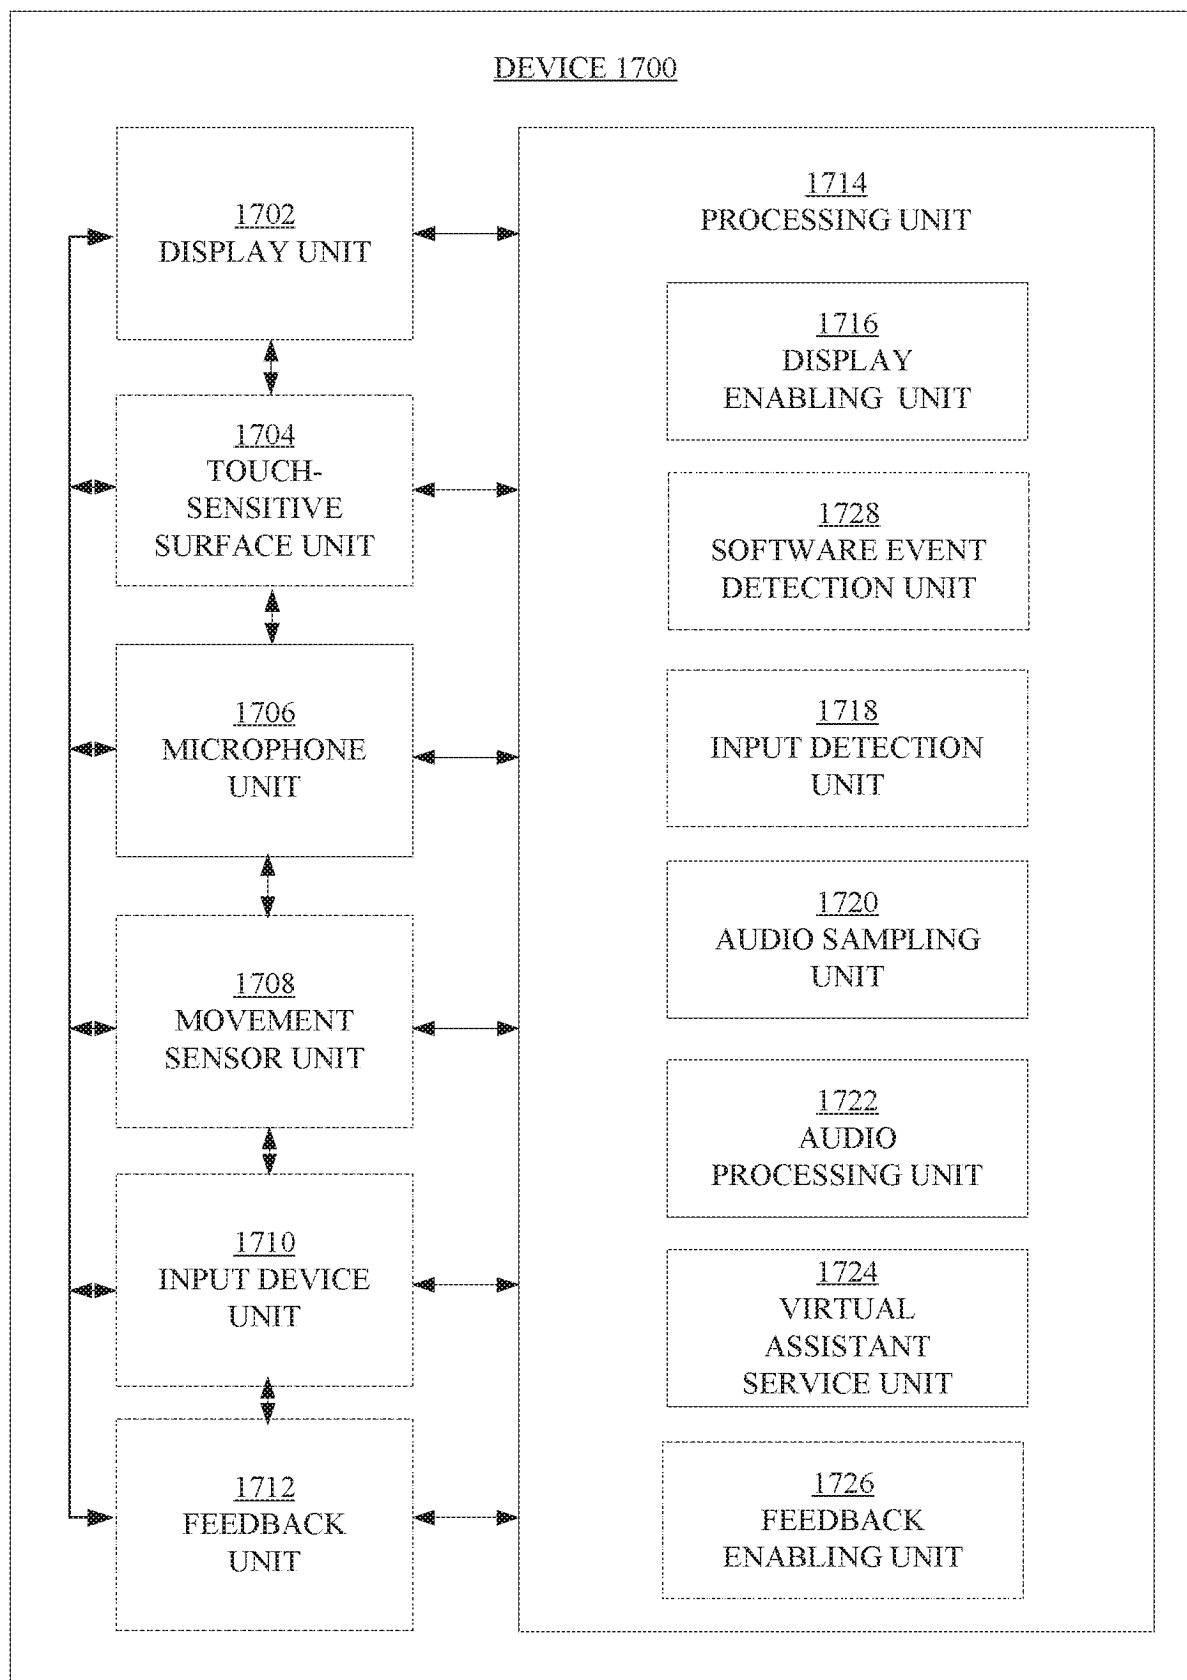 DEVICE 1700
1702
DISPLAY UNIT
1704
TOUCH-
SENSITIVE
SURFACE UNIT
1706
MICROPHONE
UNIT
1708
MOVEMENT
SENSOR UNIT
1710
INPUT DEVICE
UNIT
1712
FEEDBACK
UNIT
1714
PROCESSING UNIT
1716
DISPLAY
ENABLING UNIT
1728
SOFTWARE EVENT
DETECTION UNIT
1718
INPUT DETECTION
UNIT
1720
AUDIO SAMPLING
UNIT
1722
AUDIO
PROCESSING UNIT
1724
VIRTUAL
ASSISTANT
SERVICE UNIT
1726
FEEDBACK
ENABLING UNIT